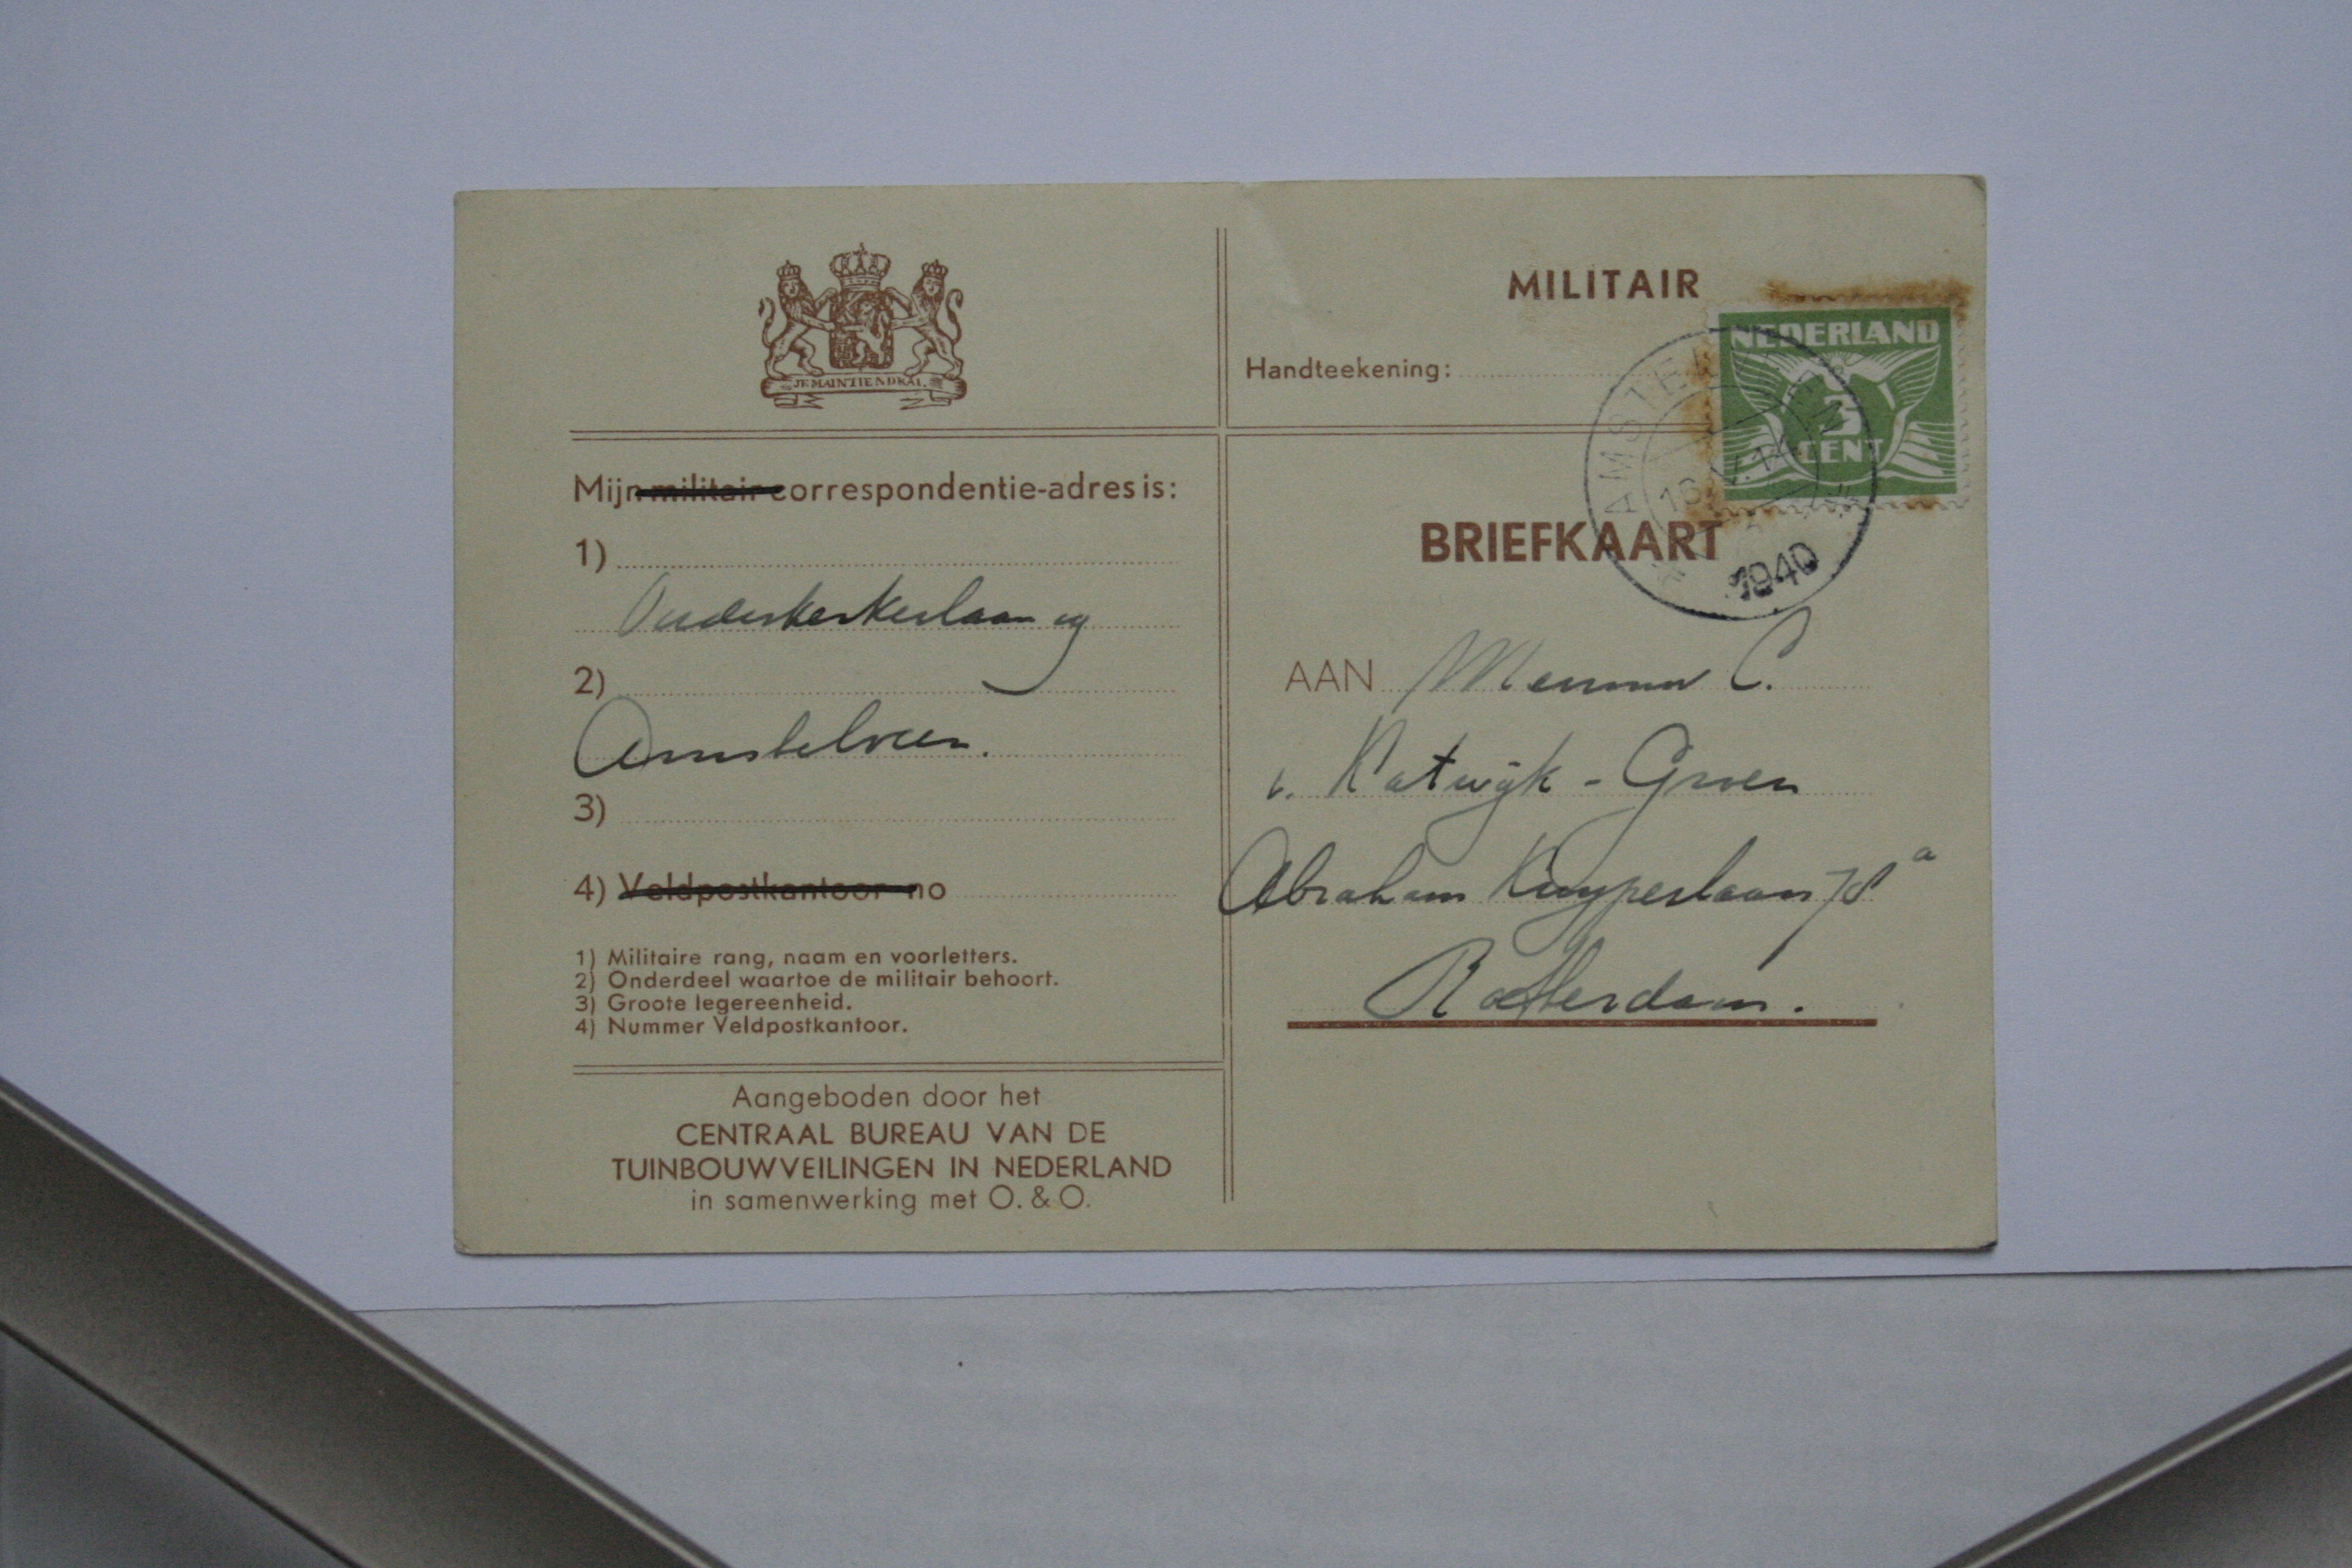 JE MAINTIENDRAI
Mijn militair correspondentie-adres is:
1)
Ouderkerkerlaan 19
2)
Amstelveen.
3)
4) Veldpostkantoor no
1) Militaire rang, naam en voorletters.
2) Onderdeel waartoe de militair behoort.
3) Groote legereenheid.
4) Nummer Veldpostkantoor.
Aangeboden door het
CENTRAAL BUREAU VAN DE
TUINBOUWVEILINGEN IN NEDERLAND
in samenwerking met O. & O.
MILITAIR
Handteekening:
NEDERLAND
3
CENT
1940
BRIEFKAART
AAN Mevrouw C.
v. Katwijk - Groen
Abraham Kuyperlaan 78a
Rotterdam.